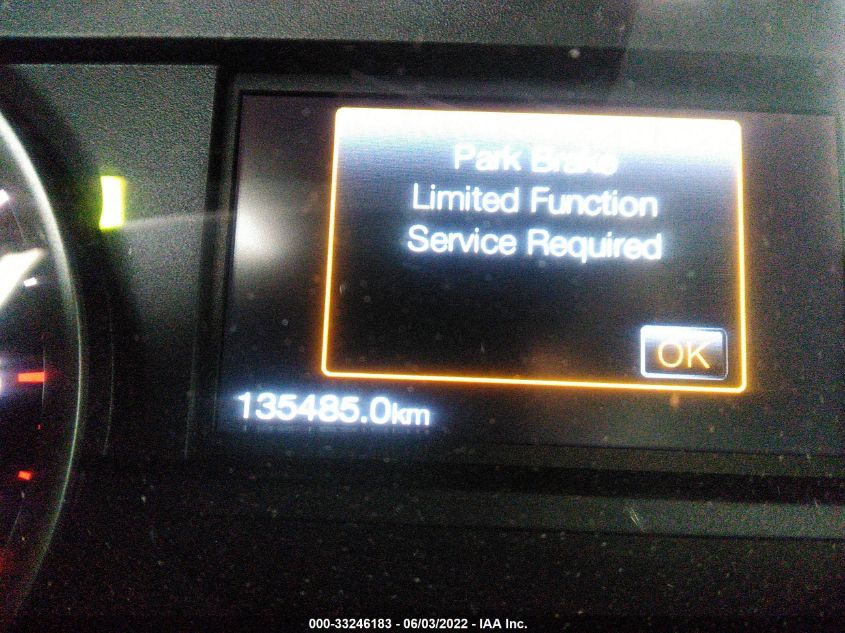 Park Brake
Limited Function
Service Required
OK
135485.0km
000-33246183 - 06/03/2022 - IAA Inc.